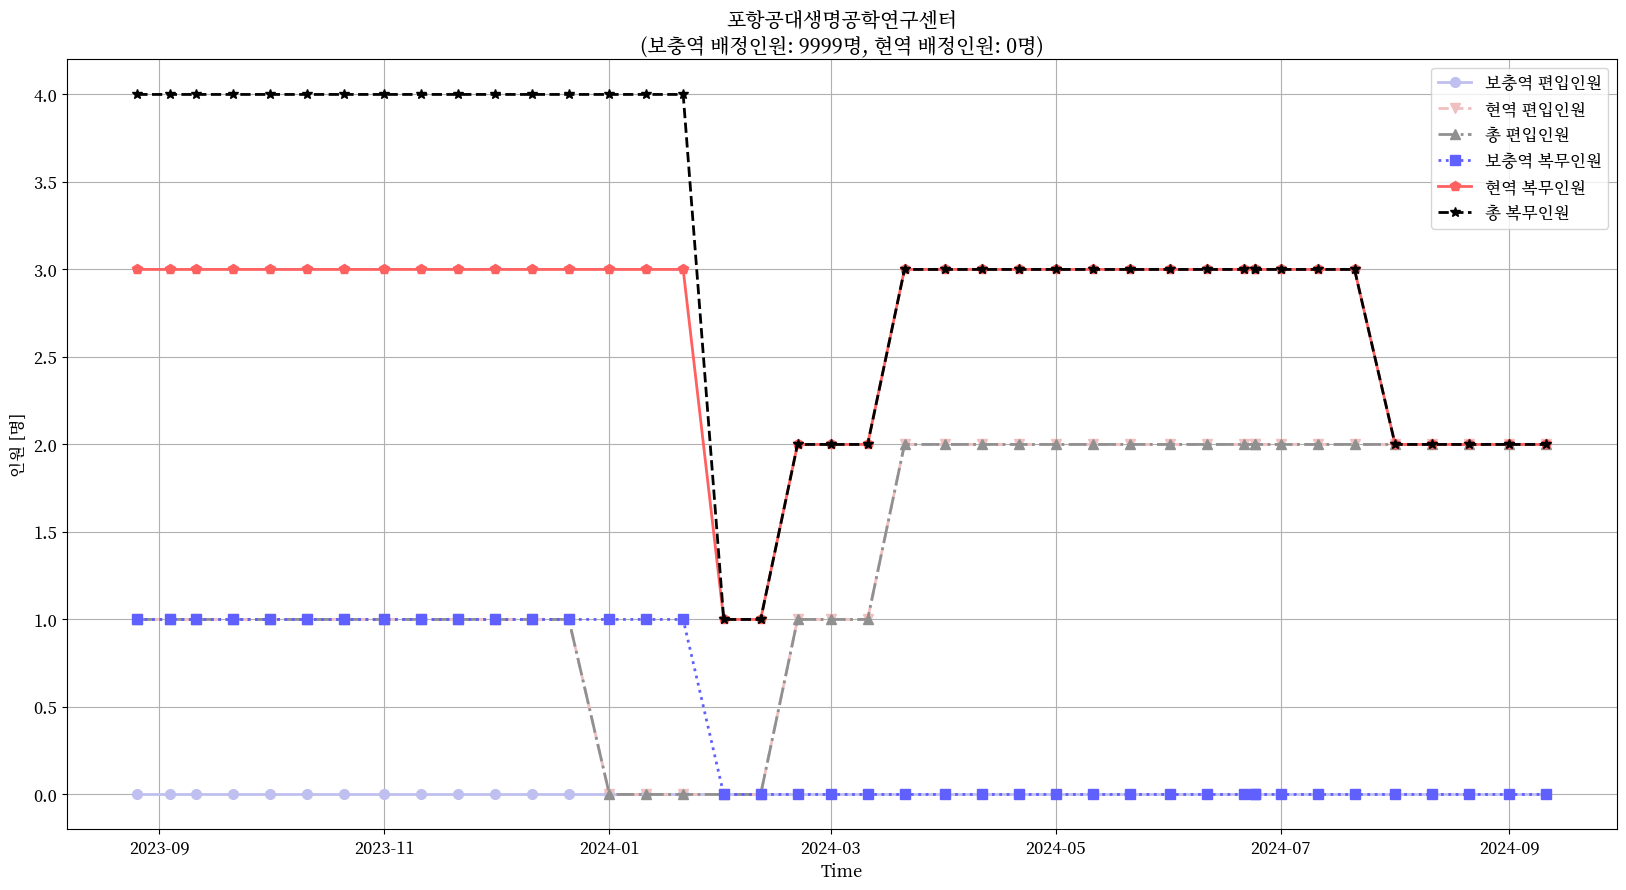 포항공대생명공학연구센터
(보충역 배정인원: 9999명, 현역 배정인원: 0명)
보충역 편입인원
현역 편입인원
총 편입인원
보충역 복무인원
현역 복무인원
총 복무인원
인원 [명]
4.0
3.5
3.0
2.5
2.0
1.5
1.0
0.5
0.0
2023-09
2023-11
2024-01
2024-03
2024-05
2024-07
2024-09
Time